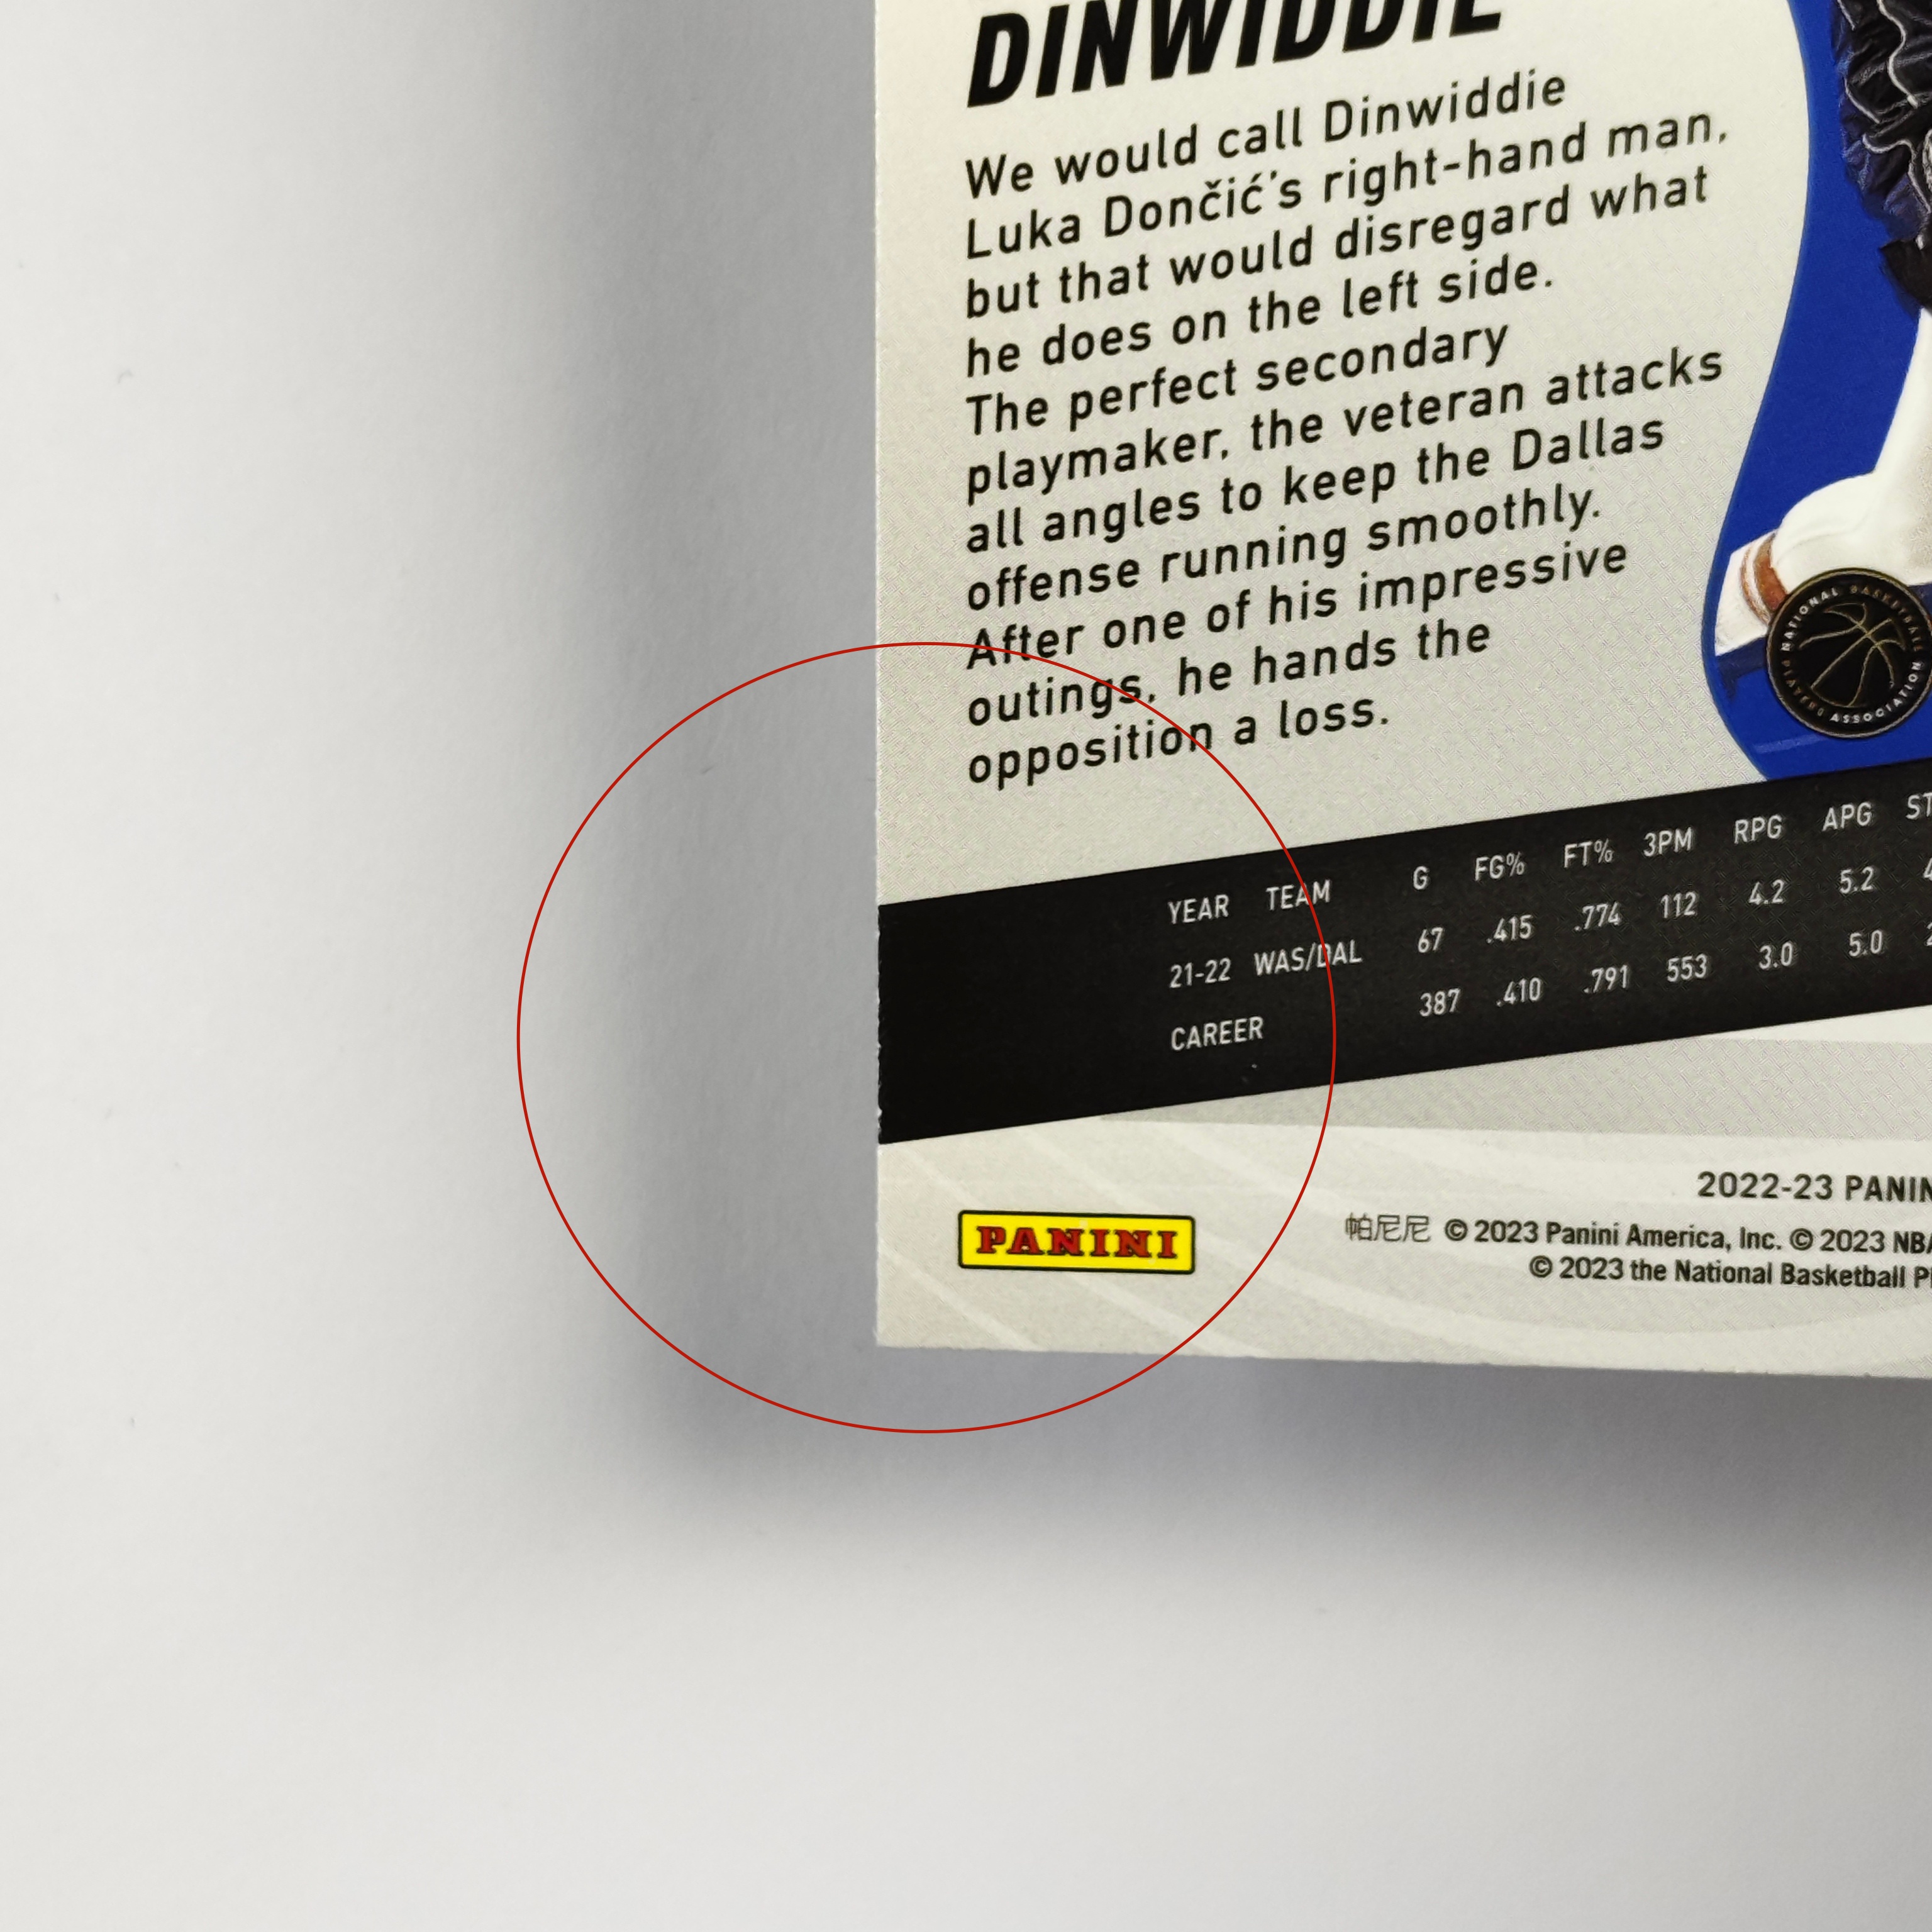 DINWIDDIE
We would call Dinwiddie
Luka Dončić's right-hand man,
but that would disregard what
he does on the left side.
The perfect secondary
playmaker, the veteran attacks
all angles to keep the Dallas
offense running smoothly.
After one of his impressive
outings, he hands the
opposition a loss.
NATIONAL BASKETBALL PLAYERS ASSOCIATION
YEAR TEAM G FG% FT% 3PM RPG APG
21-22 WAS/DAL 67 .415 .774 112 4.2 5.2
CAREER 387 .410 .791 553 3.0 5.0
2022-23
PANINI
帕尼尼 © 2023 Panini America, Inc. © 2023
© 2023 the National Basketball